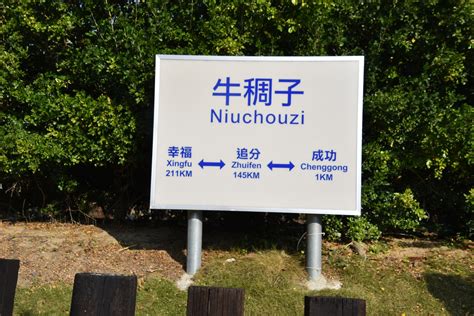 牛稠子
Niuchouzi
幸福 ↔ 追分 ↔ 成功
Xingfu Zhuifen Chenggong
211KM 145KM 1KM